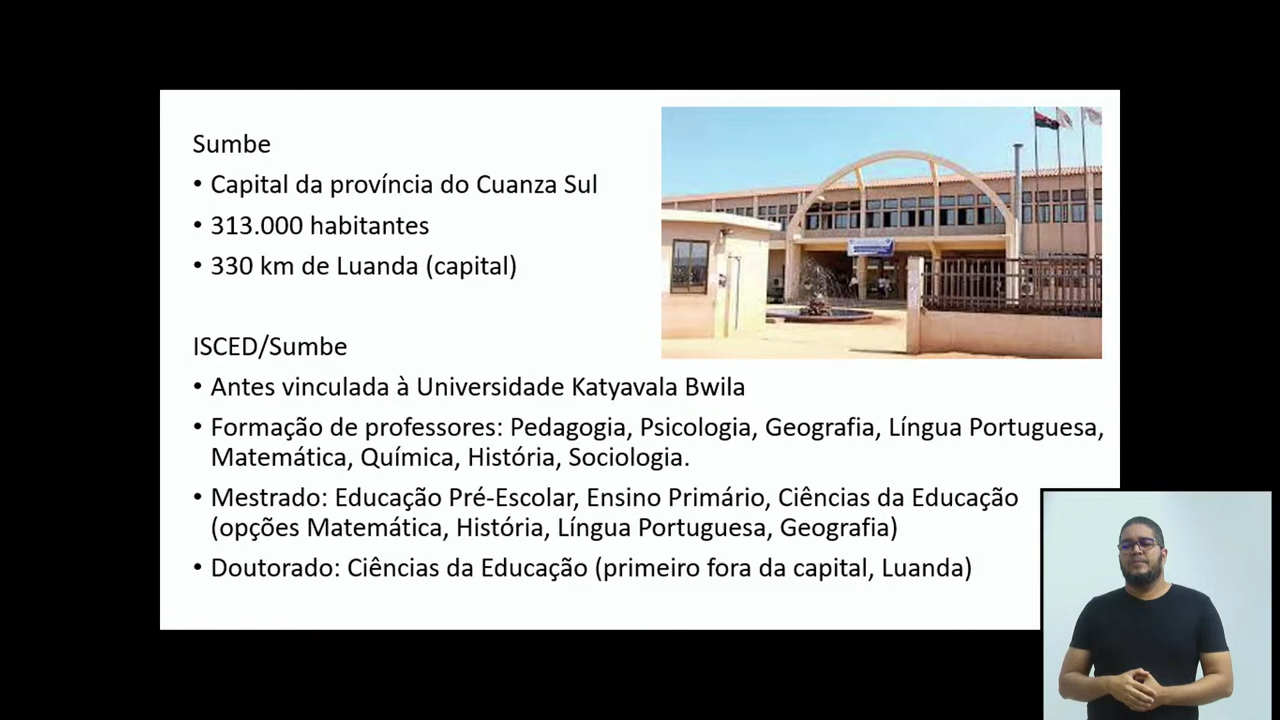 Sumbe
• Capital da província do Cuanza Sul
• 313.000 habitantes
• 330 km de Luanda (capital)
ISCED/Sumbe
• Antes vinculada à Universidade Katyavala Bwila
• Formação de professores: Pedagogia, Psicologia, Geografia, Língua Portuguesa,
Matemática, Química, História, Sociologia.
• Mestrado: Educação Pré-Escolar, Ensino Primário, Ciências da Educação
(opções Matemática, História, Língua Portuguesa, Geografia)
• Doutorado: Ciências da Educação (primeiro fora da capital, Luanda)